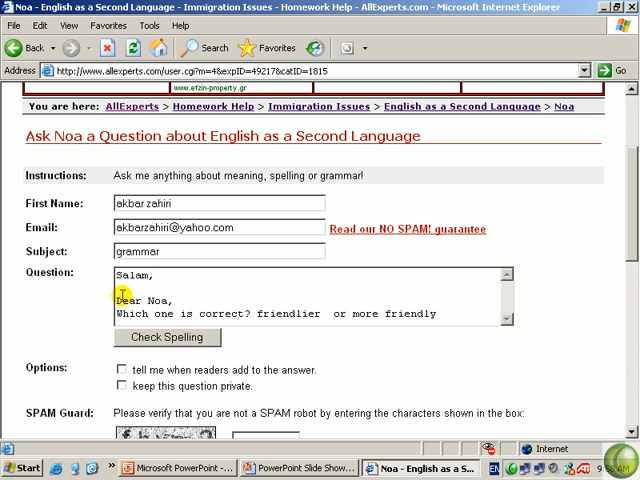 Noa - English as a Second Language - Immigration Issues - Homework Help - AllExperts.com - Microsoft Internet Explorer
File Edit View Favorites Tools Help
Back Search Favorites
Address http://www.allexperts.com/user.cgi?m=4&expID=49217&catID=1815 Go
www.efzin-property.gr
You are here: AllExperts > Homework Help > Immigration Issues > English as a Second Language > Noa
Ask Noa a Question about English as a Second Language
Instructions: Ask me anything about meaning, spelling or grammar!
First Name: akbar zahiri
Email: akbarzahiri@yahoo.com Read our NO SPAM! guarantee
Subject: grammar
Question: Salam,
Dear Noa,
Which one is correct? friendlier or more friendly
Check Spelling
Options: tell me when readers add to the answer.
keep this question private.
SPAM Guard: Please verify that you are not a SPAM robot by entering the characters shown in the box:
Internet
Start » Microsoft PowerPoint -... Microsoft PowerPoint Slide Show... Noa - English as a S... EN